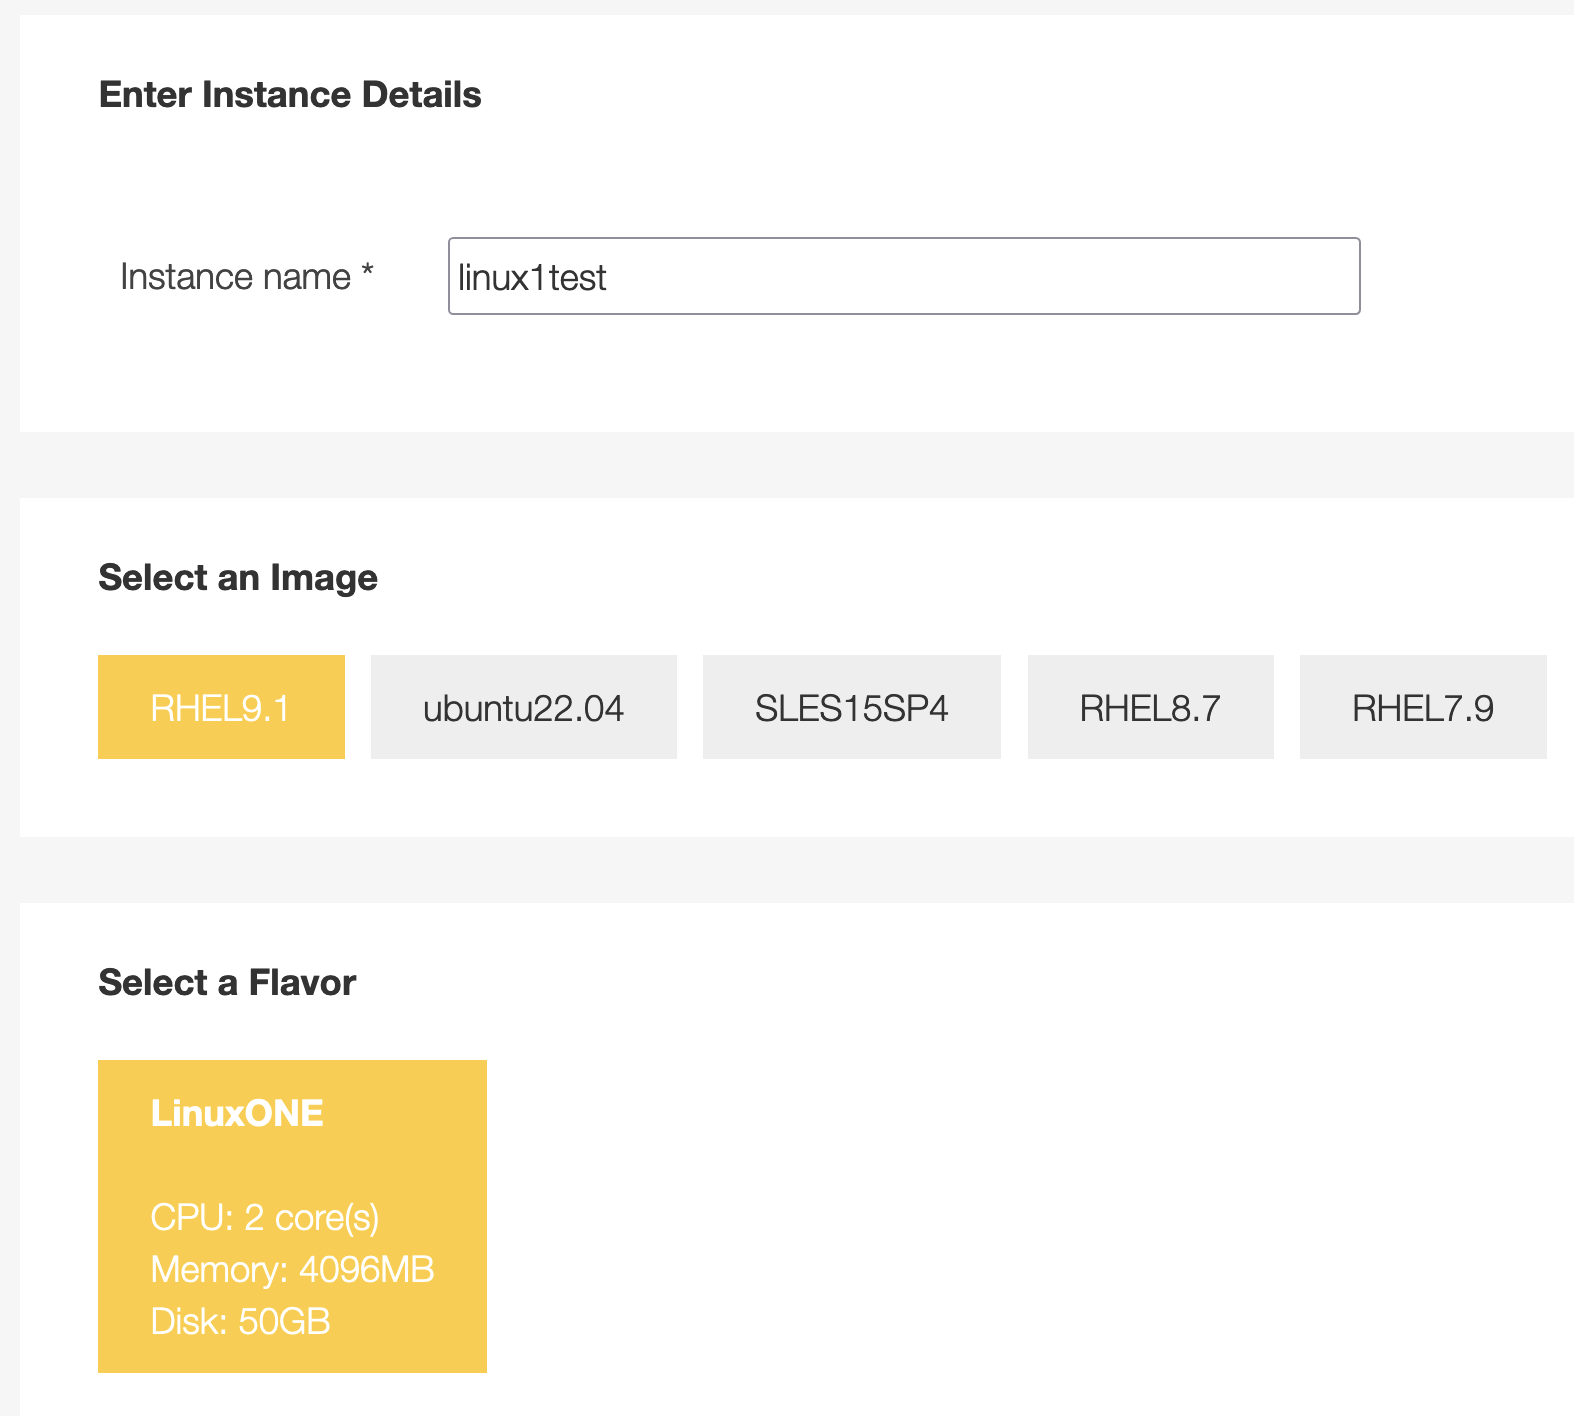 Enter Instance Details
Instance name * linux1test
Select an Image
RHEL9.1 ubuntu22.04 SLES15SP4 RHEL8.7 RHEL7.9
Select a Flavor
LinuxONE
CPU: 2 core(s)
Memory: 4096MB
Disk: 50GB